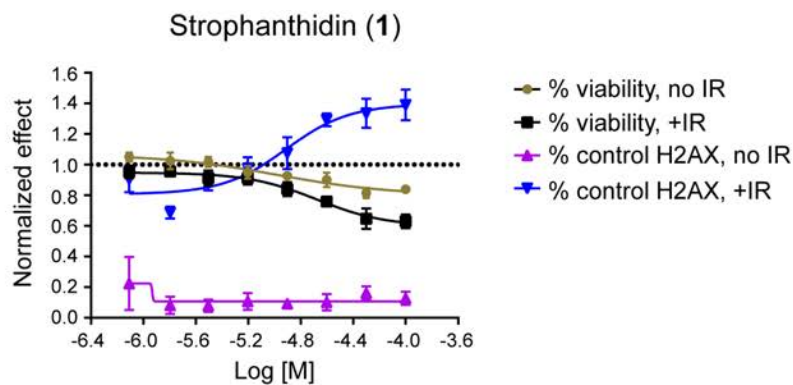 Strophanthidin (1)
Normalized effect
1.6
1.4
1.2
1.0
0.8
0.6
0.4
0.2
0.0
-6.4 -6.0 -5.6 -5.2 -4.8 -4.4 -4.0 -3.6
Log [M]
% viability, no IR
% viability, +IR
% control H2AX, no IR
% control H2AX, +IR